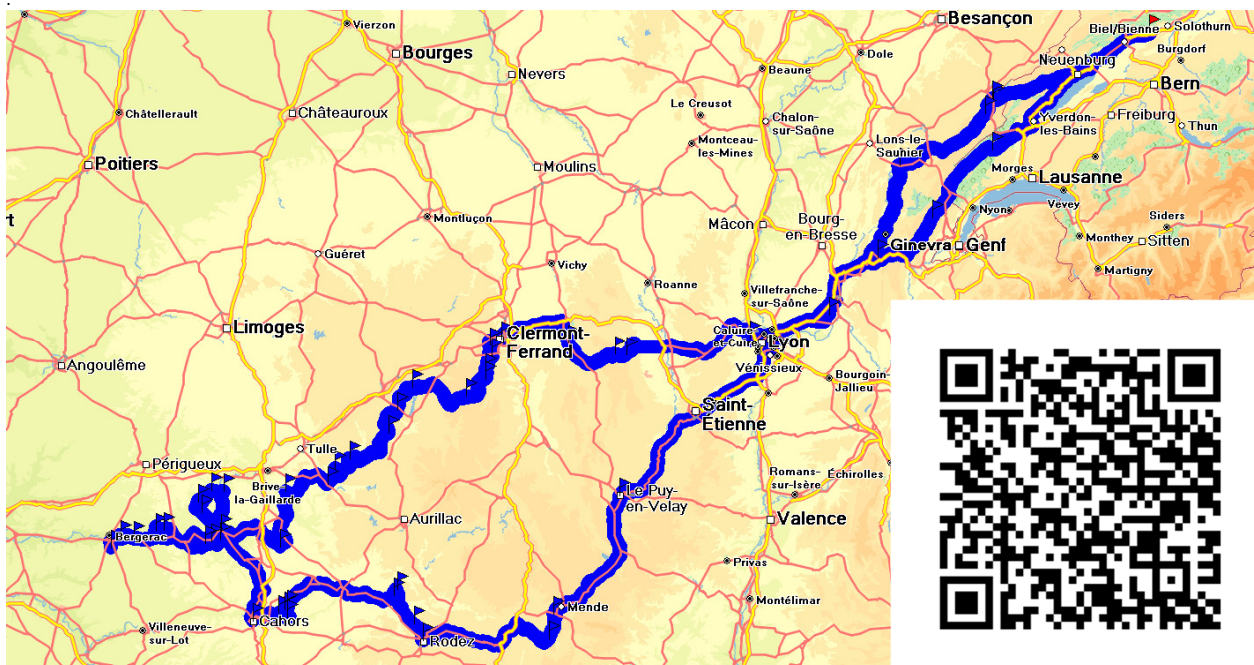 Besançon
Solothurn
Biel/Bienne
Vierzon
Bourges
Dole
Burgdorf
Beaune
Neuenburg
Nevers
Bern
Le Creusot
Châteauroux
Châtellerault
Chalon-
sur-Saône
Yverdon-
les-Bains
Freiburg
Thun
Montceau-
les-Mines
Lons-le-
Saunier
Poitiers
Moulins
Morges
Lausanne
Nyon
Vevey
Montluçon
Mâcon
Bourg-
en-Bresse
Siders
rt
Ginevra
Genf
Monthey
Sitten
Guéret
Vichy
Martigny
Roanne
Villefranche-
sur-Saône
Limoges
Clermont-
Ferrand
Caluire-
et-Cuire
Lyon
Angoulême
Vénissieux
Bourgoin-
Jallieu
Saint-
Etienne
Tulle
Périgueux
Romans-
sur-Isère
Échirolles
Brive-
la-Gaillarde
Le Puy-
en-Velay
Aurillac
Valence
Bergerac
Privas
Mende
Montélimar
Cahors
Villeneuve-
sur-Lot
Rodez